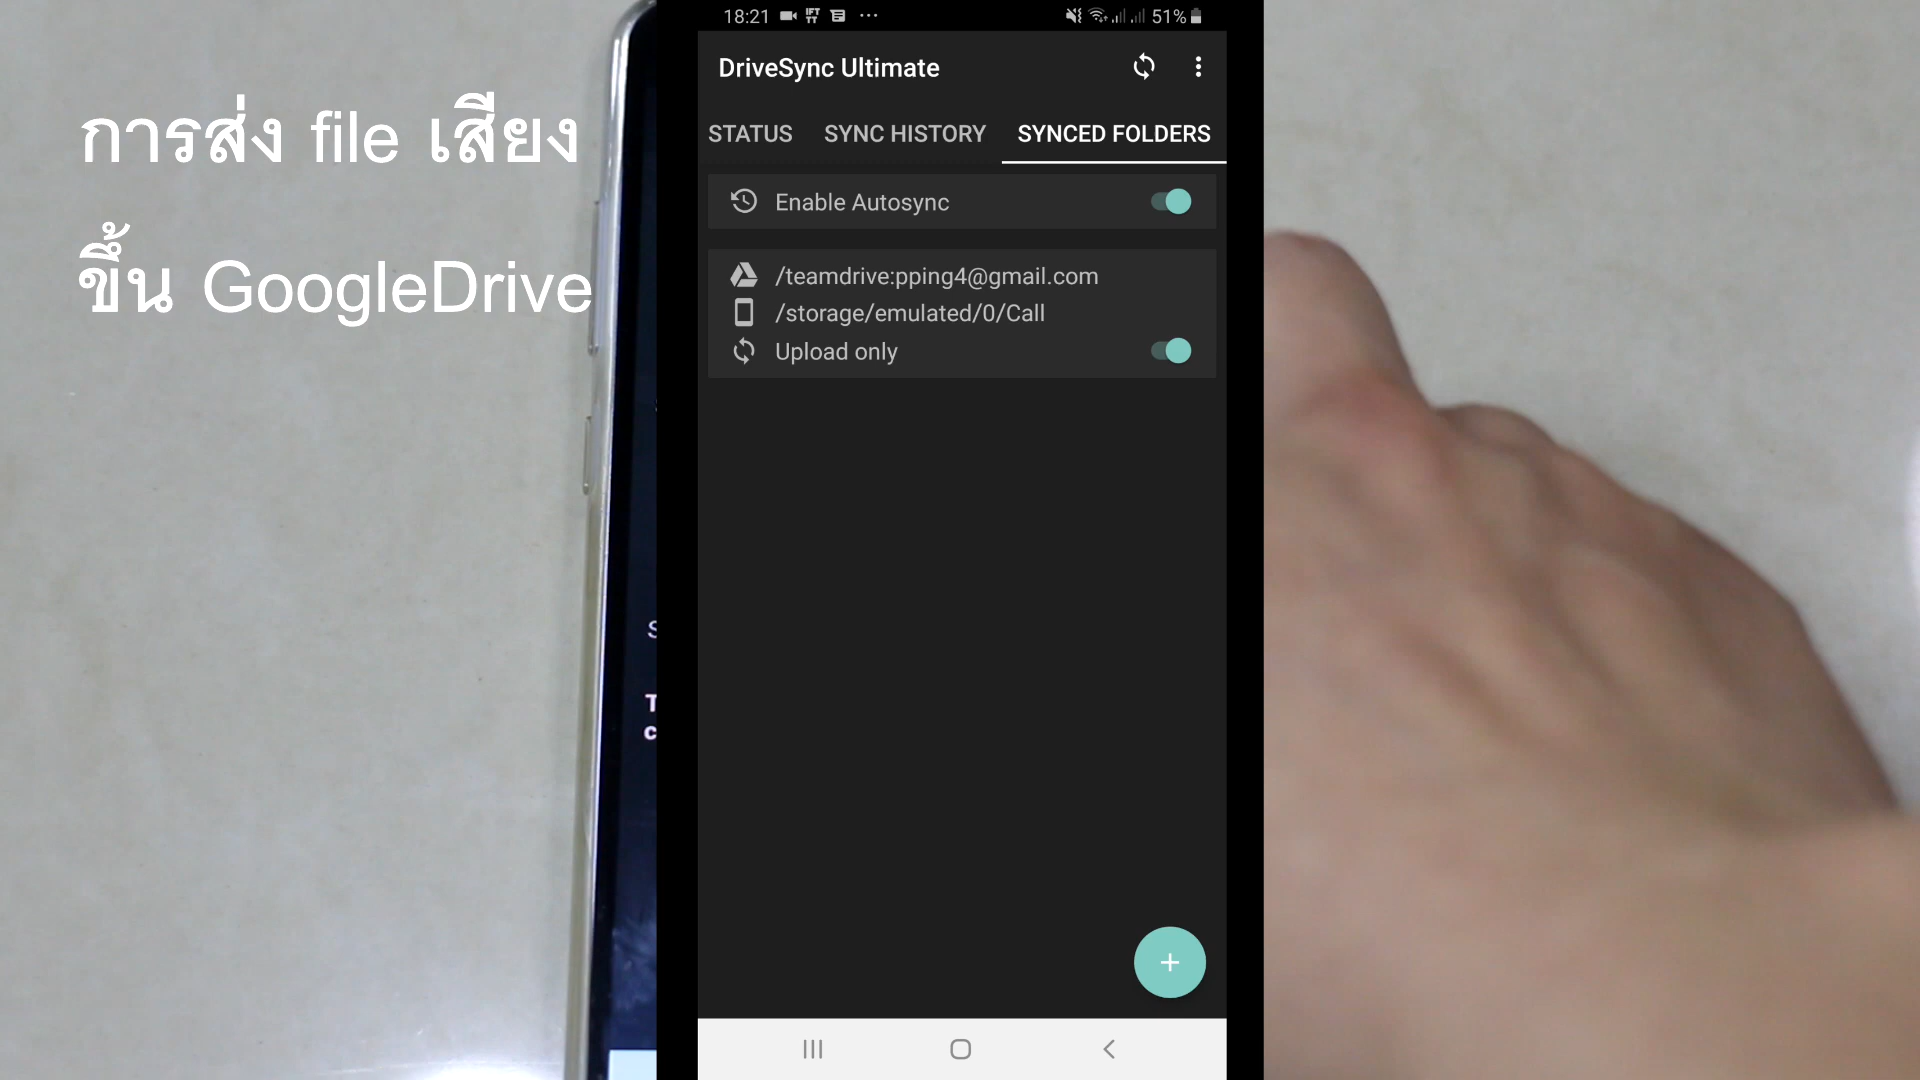 การส่ง file เสียง
ขึ้น GoogleDrive
18:21
51%
DriveSync Ultimate
STATUS SYNC HISTORY SYNCED FOLDERS
Enable Autosync
/teamdrive:pping4@gmail.com
/storage/emulated/0/Call
Upload only